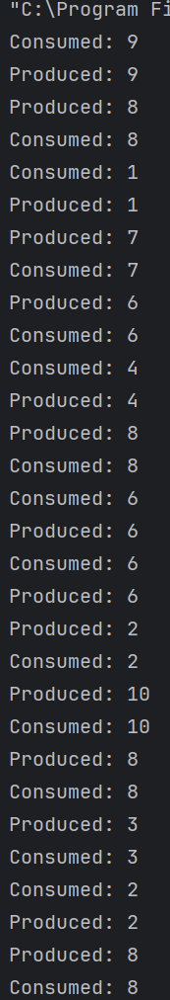 "C:\Program Fi
Consumed: 9
Produced: 9
Produced: 8
Consumed: 8
Consumed: 1
Produced: 1
Produced: 7
Consumed: 7
Produced: 6
Consumed: 6
Consumed: 4
Produced: 4
Produced: 8
Consumed: 8
Consumed: 6
Produced: 6
Consumed: 6
Produced: 6
Produced: 2
Consumed: 2
Produced: 10
Consumed: 10
Produced: 8
Consumed: 8
Produced: 3
Consumed: 3
Consumed: 2
Produced: 2
Produced: 8
Consumed: 8